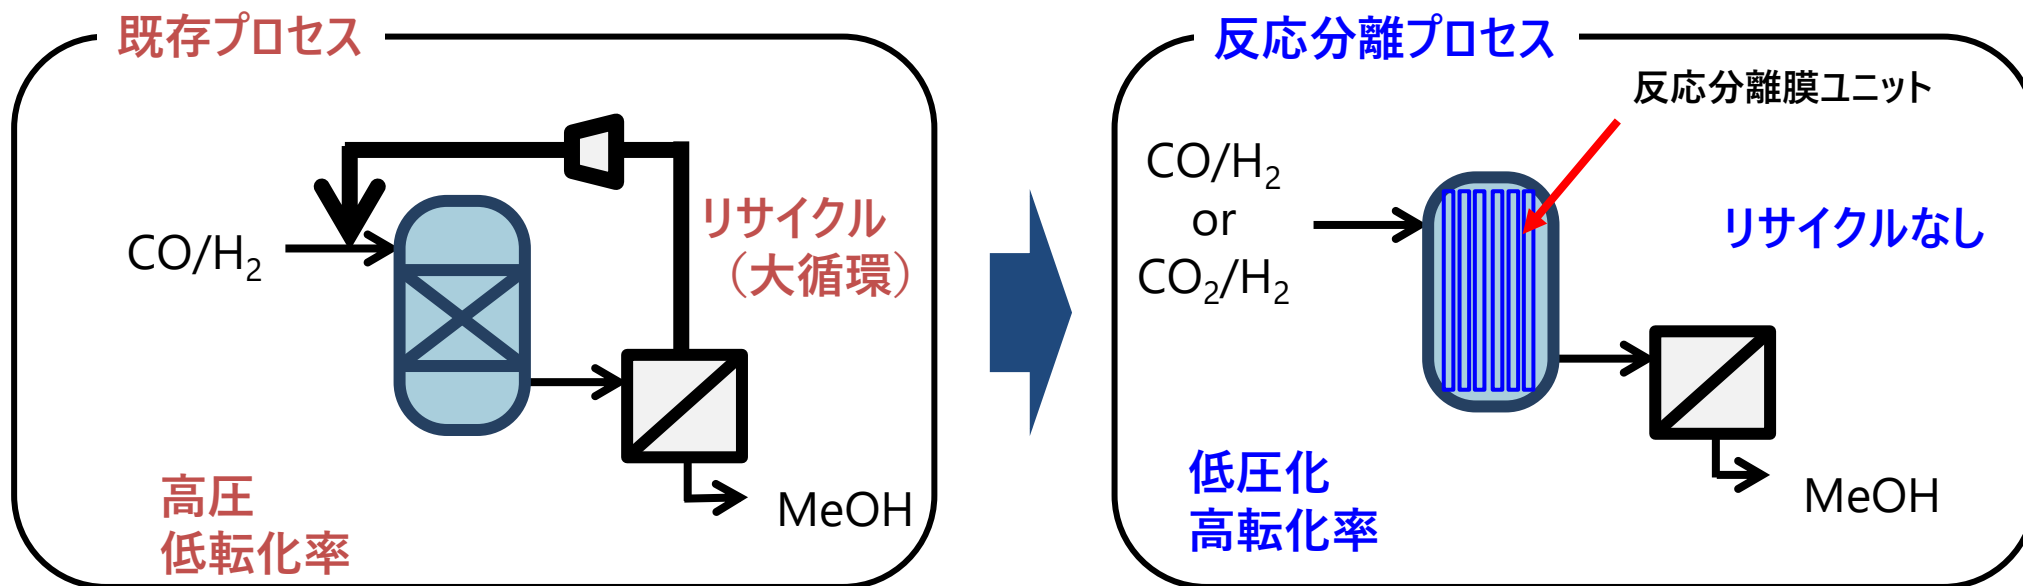 既存プロセス
CO/H₂
リサイクル
（大循環）
高圧
低転化率
MeOH
反応分離プロセス
反応分離膜ユニット
CO/H₂
or
CO₂/H₂
リサイクルなし
低圧化
高転化率
MeOH